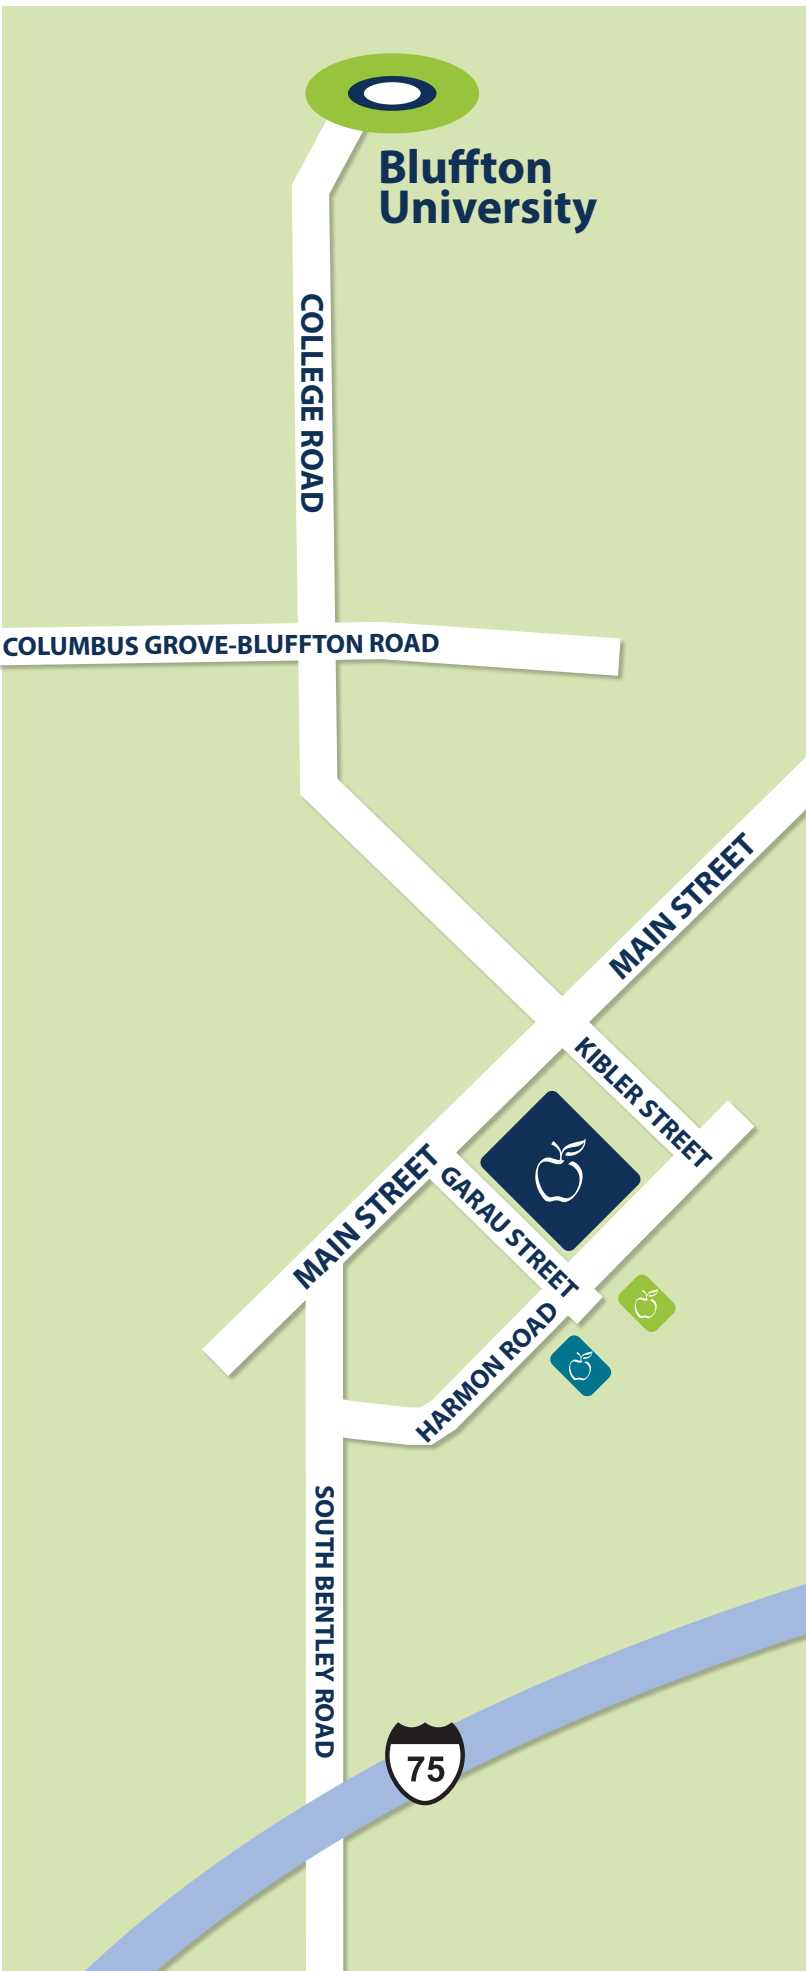 Bluffton
University
COLLEGE ROAD
COLUMBUS GROVE-BLUFFTON ROAD
MAIN STREET
KIBLER STREET
MAIN STREET
GARAU STREET
HARMON ROAD
SOUTH BENTLEY ROAD
75